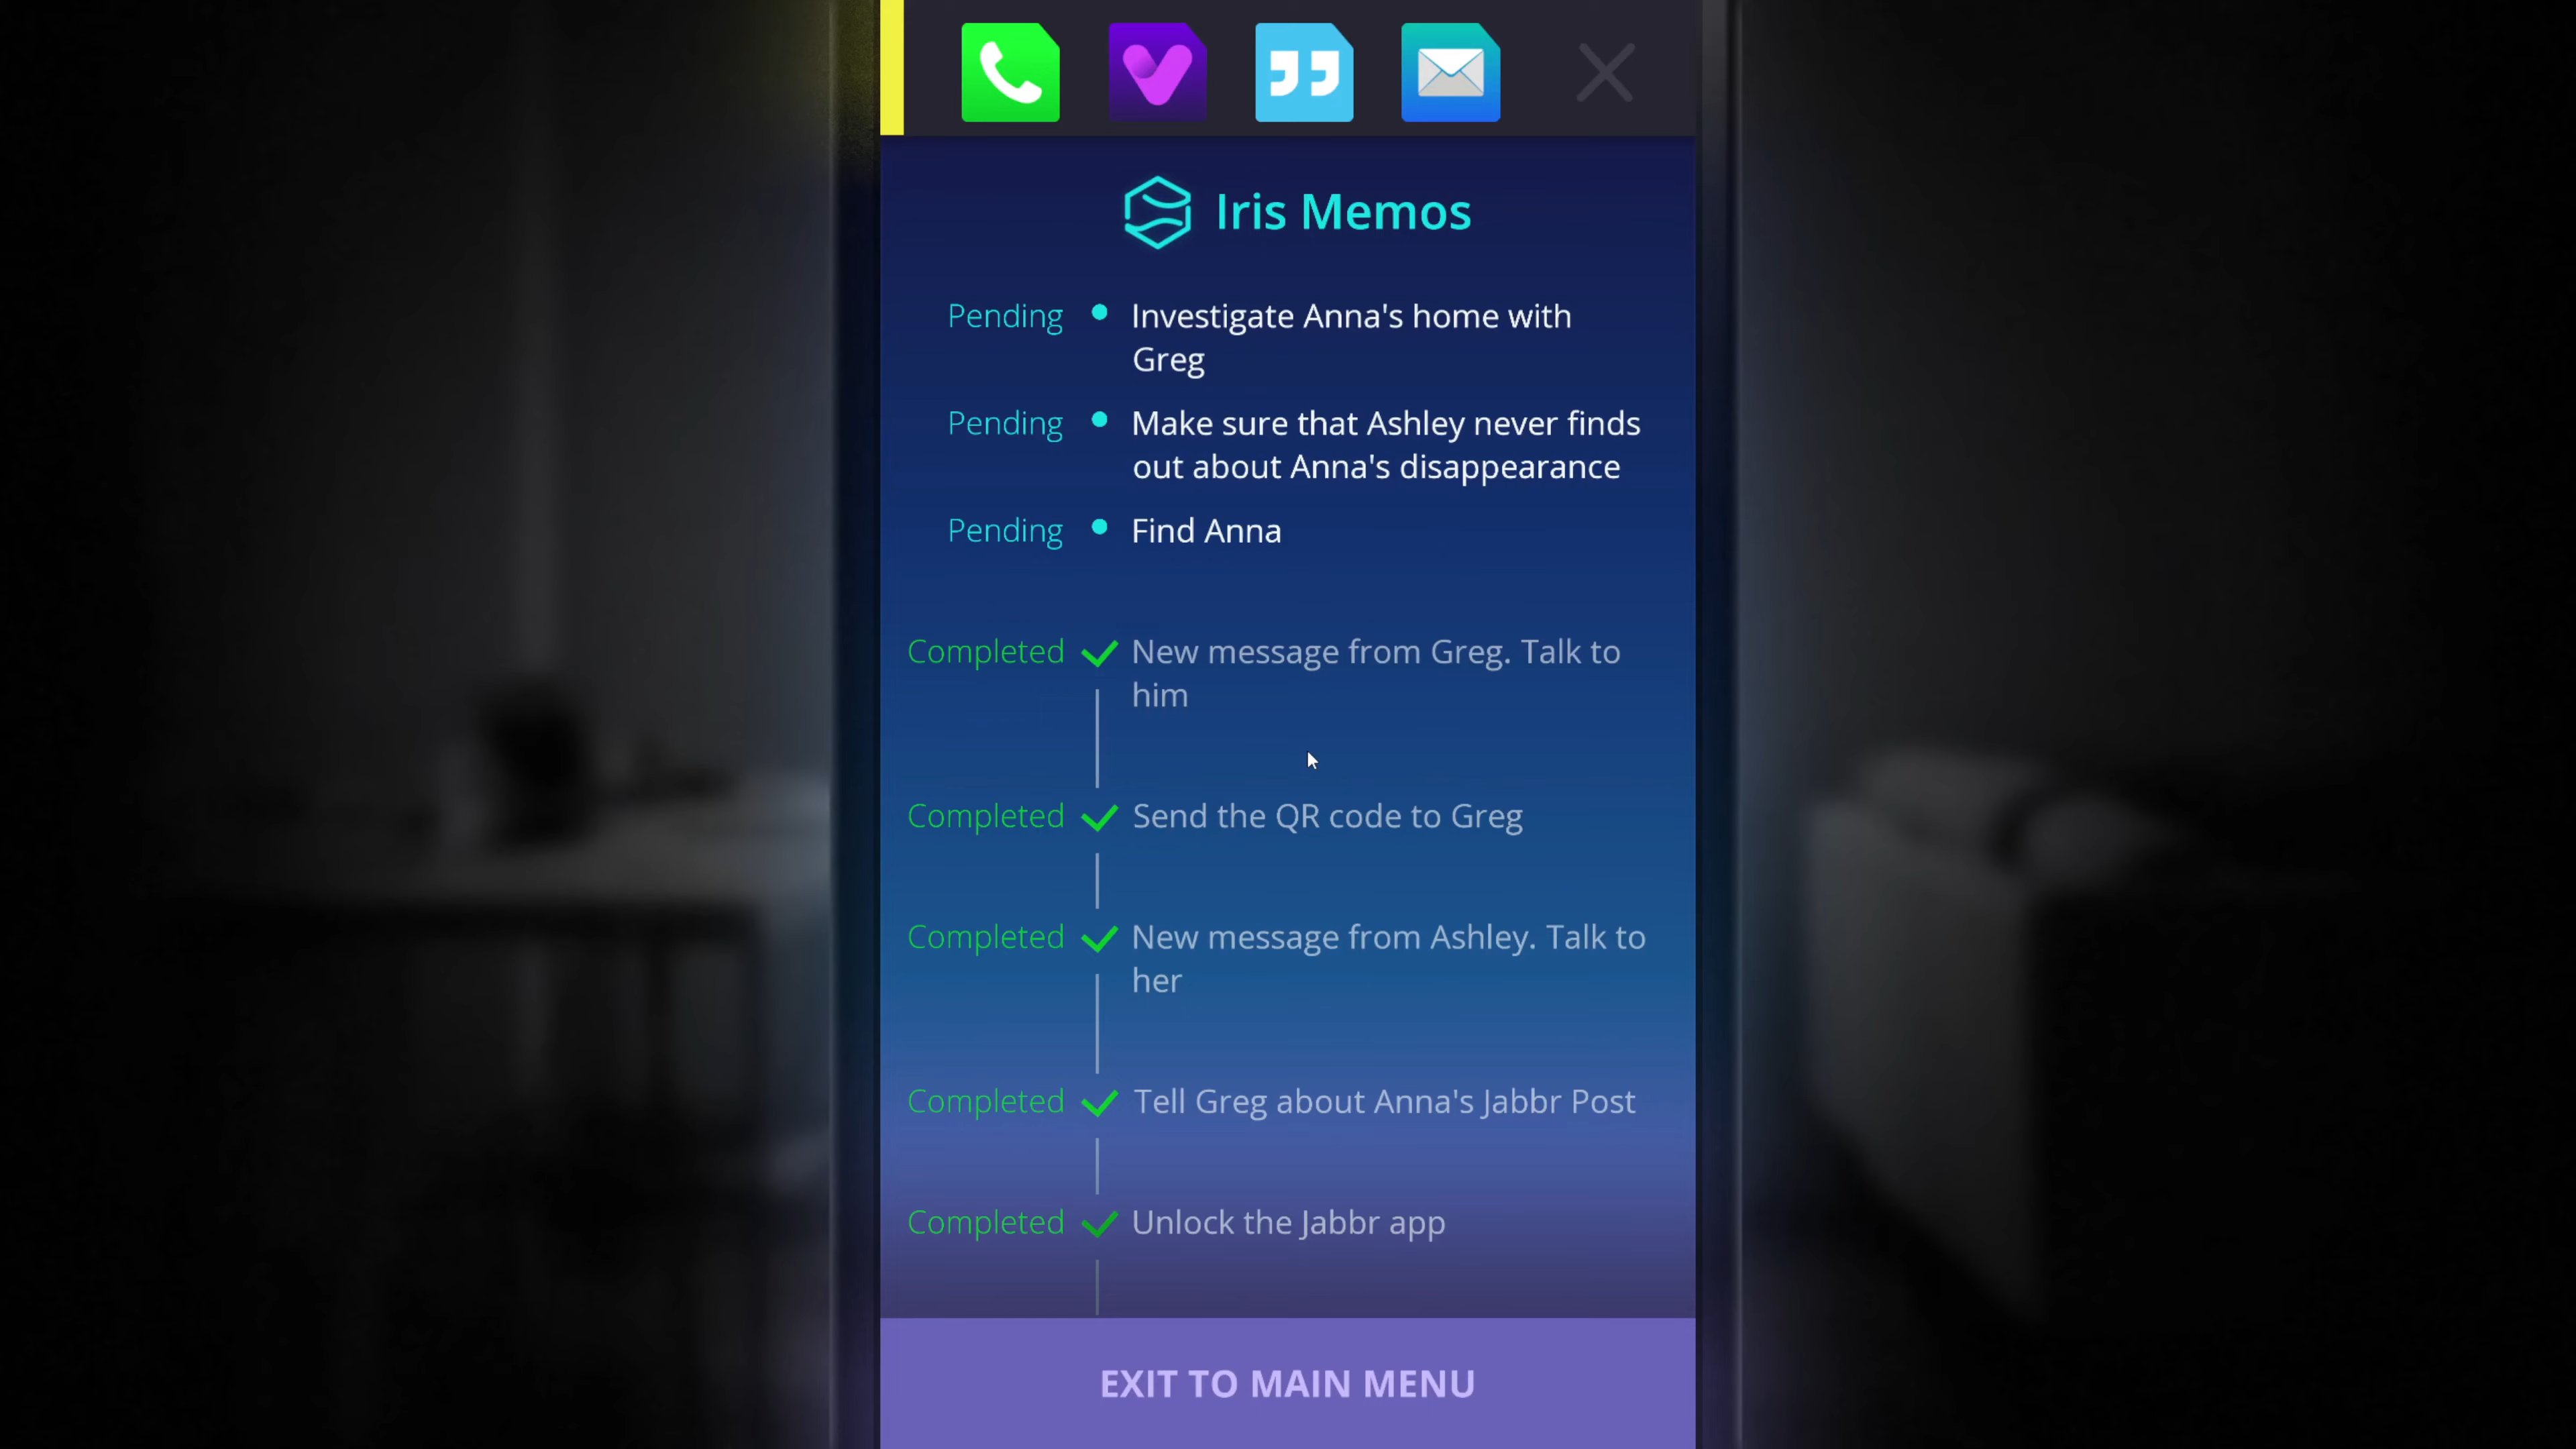 Iris Memos
Pending Investigate Anna's home with
Greg
Pending Make sure that Ashley never finds
out about Anna's disappearance
Pending Find Anna
Completed New message from Greg. Talk to
him
Completed Send the QR code to Greg
Completed New message from Ashley. Talk to
her
Completed Tell Greg about Anna's Jabbr Post
Completed Unlock the Jabbr app
EXIT TO MAIN MENU